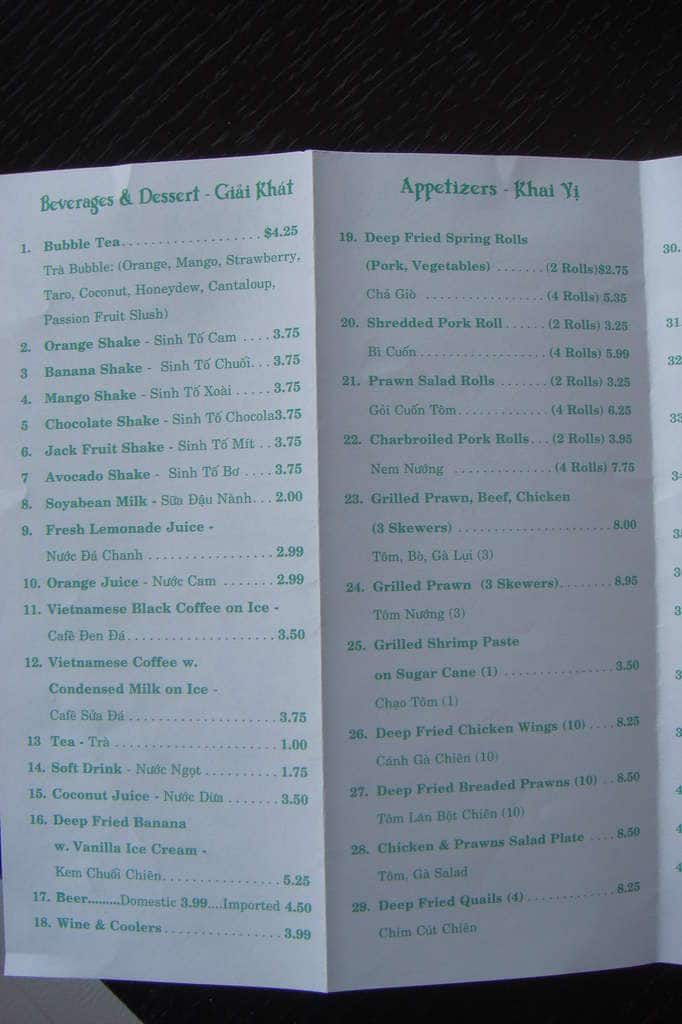 Beverages & Dessert - Giải Khát
1. Bubble Tea.................. $4.25
Trà Bubble: (Orange, Mango, Strawberry,
Taro, Coconut, Honeydew, Cantaloup,
Passion Fruit Slush)
2. Orange Shake - Sinh Tố Cam .... 3.75
3 Banana Shake - Sinh Tố Chuối... 3.75
4. Mango Shake - Sinh Tố Xoài ..... 3.75
5 Chocolate Shake - Sinh Tố Chocola3.75
6. Jack Fruit Shake - Sinh Tố Mít .. 3.75
7 Avocado Shake - Sinh Tố Bơ .... 3.75
8. Soyabean Milk - Sữa Đậu Nành... 2.00
9. Fresh Lemonade Juice -
Nước Đá Chanh ................ 2.99
10. Orange Juice - Nước Cam ....... 2.99
11. Vietnamese Black Coffee on Ice -
Cafê Đen Đá................... 3.50
12. Vietnamese Coffee w.
Condensed Milk on Ice -
Cafê Sửa Đá................... 3.75
13 Tea - Trà ..................... 1.00
14. Soft Drink - Nước Ngọt .......... 1.75
15. Coconut Juice - Nước Dừa ....... 3.50
16. Deep Fried Banana
w. Vanilla Ice Cream -
Kem Chuối Chiên................ 5.25
17. Beer.........Domestic 3.99....Imported 4.50
18. Wine & Coolers ................ 3.99
Appetizers - Khai Vị
19. Deep Fried Spring Rolls
(Pork, Vegetables) ....... (2 Rolls)$2.75
Chả Giò ................ (4 Rolls) 5.35
20. Shredded Pork Roll...... (2 Rolls) 3.25
Bì Cuốn................. (4 Rolls) 5.99
21. Prawn Salad Rolls ....... (2 Rolls) 3.25
Gỏi Cuốn Tôm............ (4 Rolls) 6.25
22. Charbroiled Pork Rolls... (2 Rolls) 3.95
Nem Nướng ............. (4 Rolls) 7.75
23. Grilled Prawn, Beef, Chicken
(3 Skewers) ...................... 8.00
Tôm, Bò, Gà Lụi (3)
24. Grilled Prawn (3 Skewers)........ 8.95
Tôm Nướng (3)
25. Grilled Shrimp Paste
on Sugar Cane (1) ............... 3.50
Chạo Tôm (1)
26. Deep Fried Chicken Wings (10) .... 8.25
Cánh Gà Chiên (10)
27. Deep Fried Breaded Prawns (10) .. 8.50
Tôm Lăn Bột Chiên (10)
28. Chicken & Prawns Salad Plate .... 8.50
Tôm, Gà Salad
29. Deep Fried Quails (4) ............ 8.25
Chim Cút Chiên
30.
31.
32
33